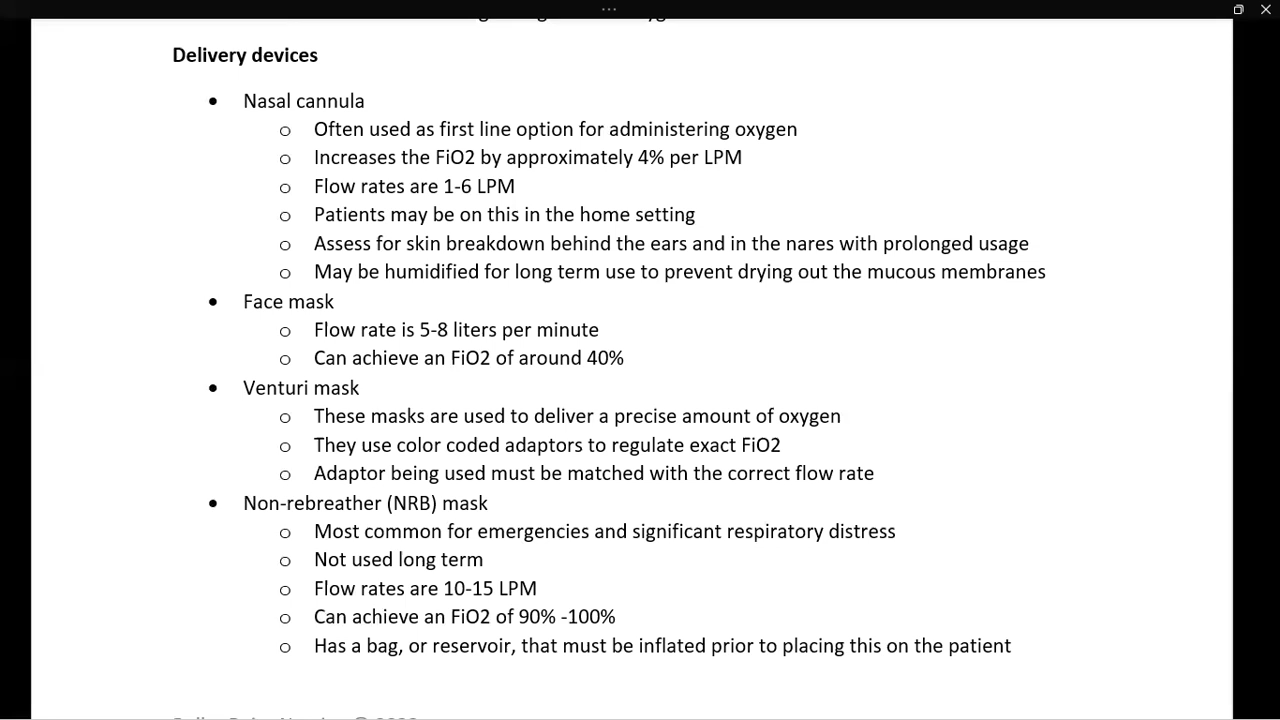 Delivery devices
• Nasal cannula
o Often used as first line option for administering oxygen
o Increases the FiO2 by approximately 4% per LPM
o Flow rates are 1-6 LPM
o Patients may be on this in the home setting
o Assess for skin breakdown behind the ears and in the nares with prolonged usage
o May be humidified for long term use to prevent drying out the mucous membranes
• Face mask
o Flow rate is 5-8 liters per minute
o Can achieve an FiO2 of around 40%
• Venturi mask
o These masks are used to deliver a precise amount of oxygen
o They use color coded adaptors to regulate exact FiO2
o Adaptor being used must be matched with the correct flow rate
• Non-rebreather (NRB) mask
o Most common for emergencies and significant respiratory distress
o Not used long term
o Flow rates are 10-15 LPM
o Can achieve an FiO2 of 90% -100%
o Has a bag, or reservoir, that must be inflated prior to placing this on the patient